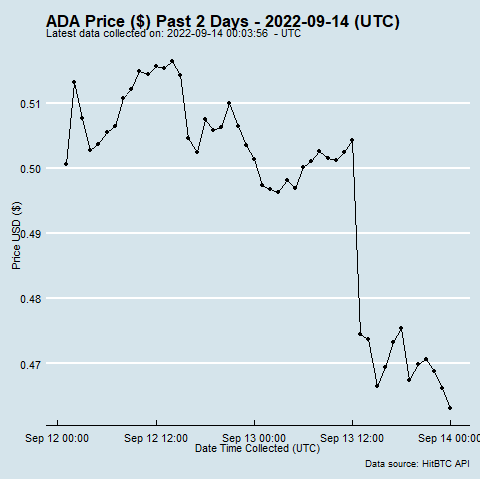 ADA Price ($) Past 2 Days - 2022-09-14 (UTC)
Latest data collected on: 2022-09-14 00:03:56 - UTC
0.51
0.50
0.49
0.48
0.47
Price USD ($)
Sep 12 00:00 Sep 12 12:00 Sep 13 00:00 Sep 13 12:00 Sep 14 00:00
Date Time Collected (UTC)
Data source: HitBTC API